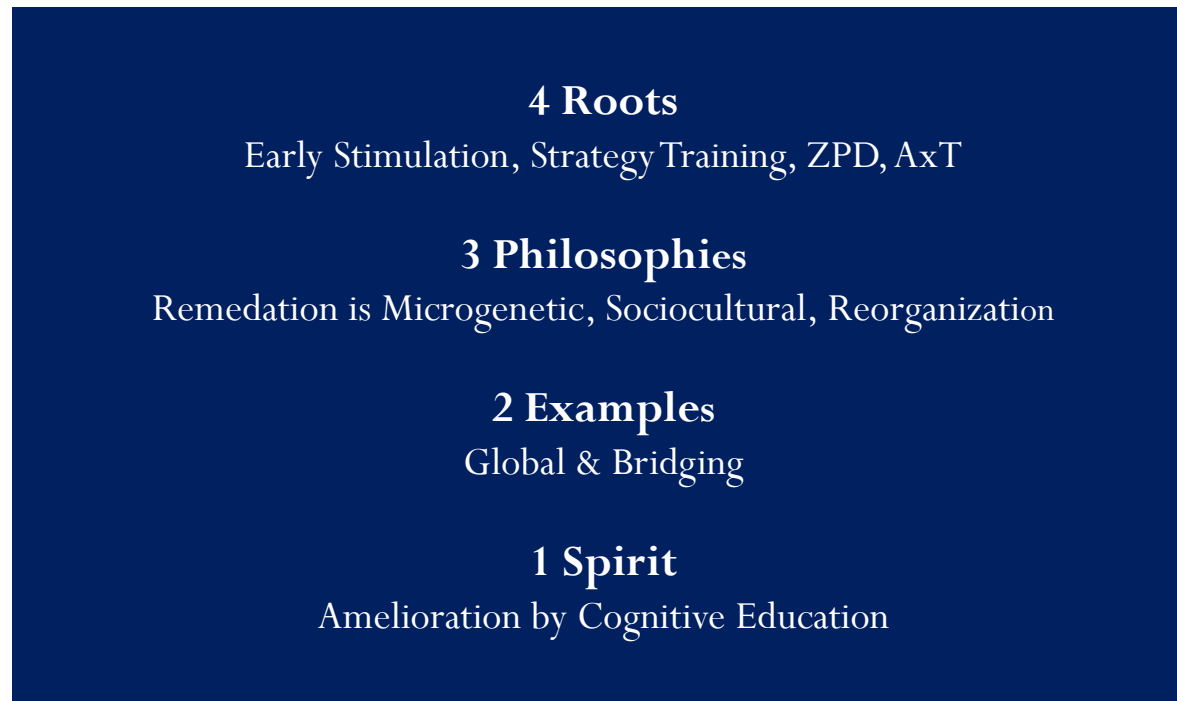 4 Roots
Early Stimulation, Strategy Training, ZPD, AxT
3 Philosophies
Remedation is Microgenetic, Sociocultural, Reorganization
2 Examples
Global & Bridging
1 Spirit
Amelioration by Cognitive Education